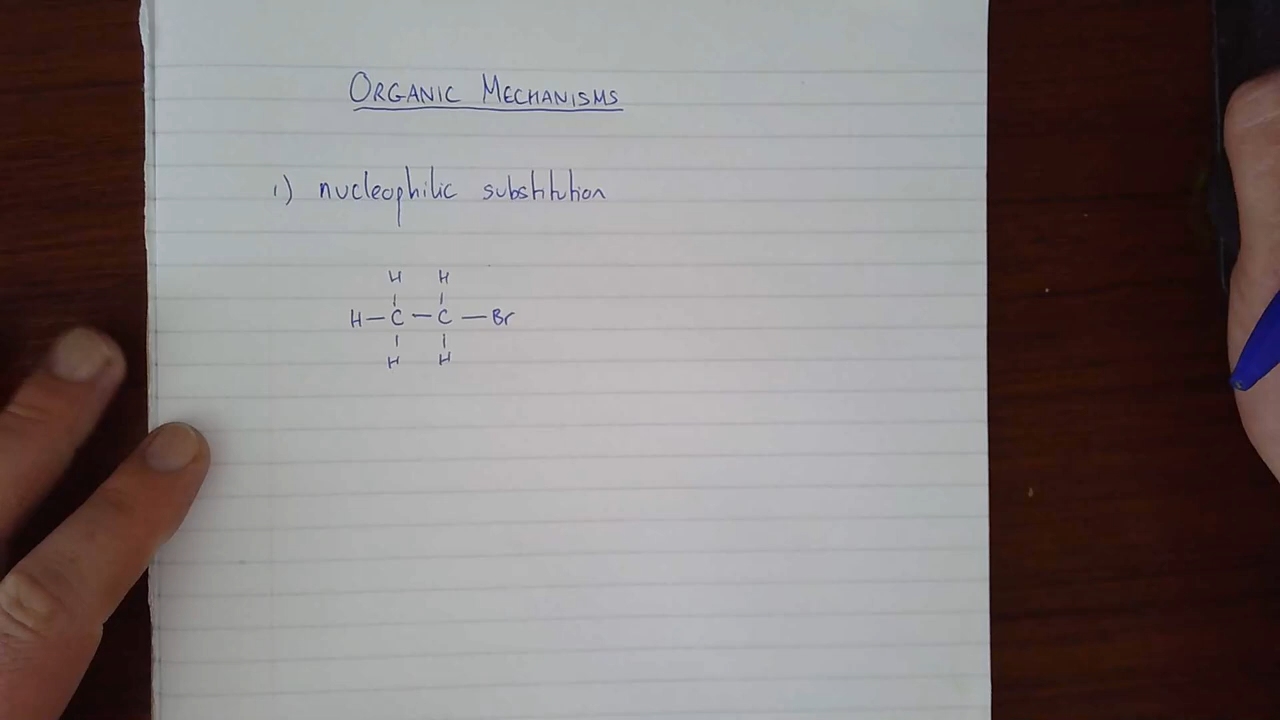 ORGANIC MECHANISMS
1) nucleophilic substitution
H H
H — C — C — Br
H H